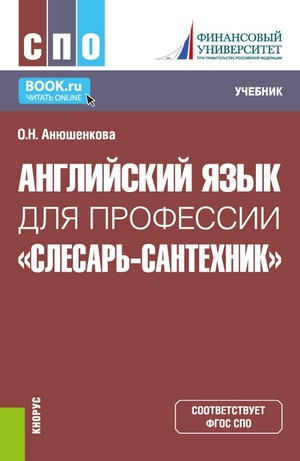 СПО
BOOK.ru
ЧИТАТЬ ONLINE
ФИНАНСОВЫЙ
УНИВЕРСИТЕТ
ПРИ ПРАВИТЕЛЬСТВЕ РОССИЙСКОЙ ФЕДЕРАЦИИ
УЧЕБНИК
О.Н. Анюшенкова
АНГЛИЙСКИЙ ЯЗЫК
ДЛЯ ПРОФЕССИИ
«СЛЕСАРЬ-САНТЕХНИК»
КНОРУС
СООТВЕТСТВУЕТ
ФГОС СПО